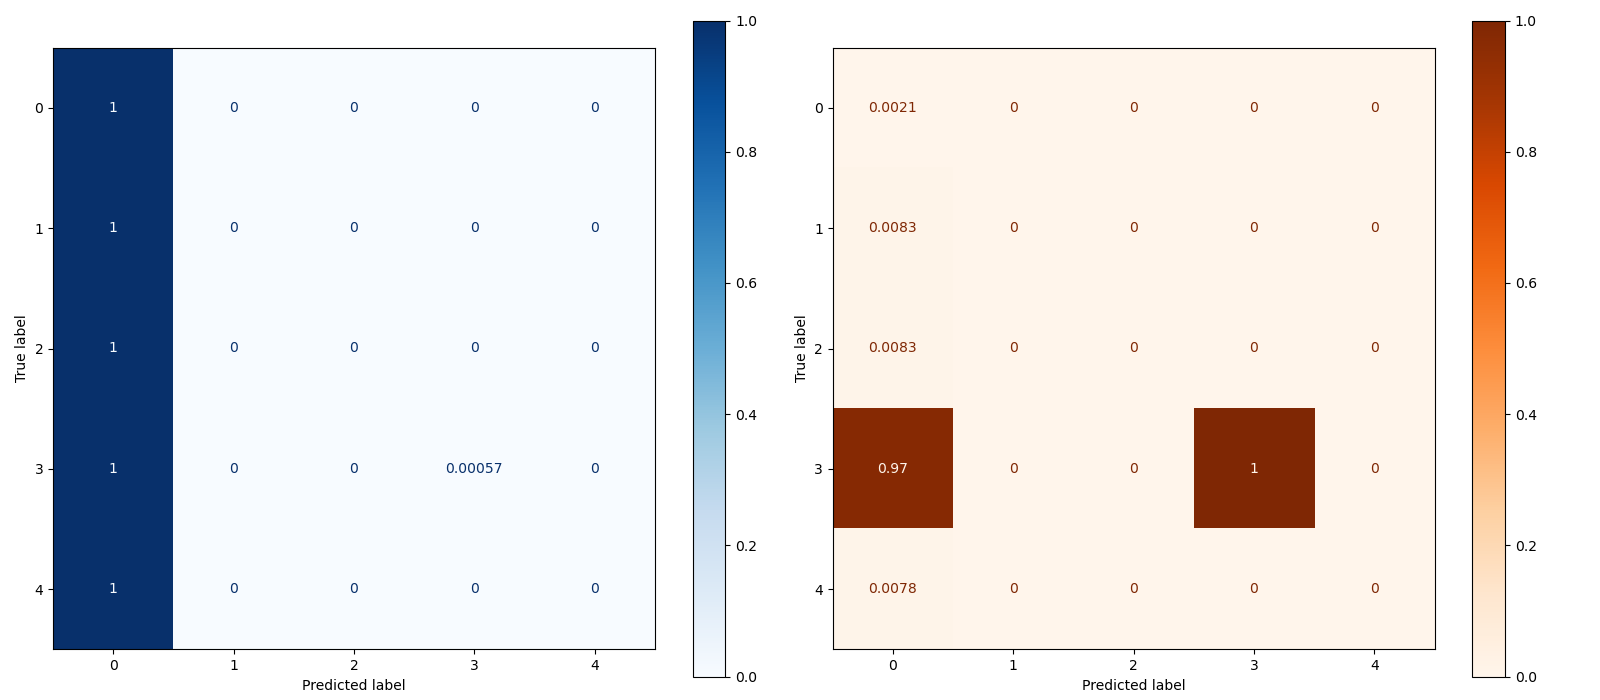 1.0
0.8
0.6
0.4
0.2
0.0
True label
0 1 0 0 0 0
1 1 0 0 0 0
2 1 0 0 0 0
3 1 0 0 0.00057 0
4 1 0 0 0 0
0 1 2 3 4
Predicted label
1.0
0.8
0.6
0.4
0.2
0.0
True label
0 0.0021 0 0 0 0
1 0.0083 0 0 0 0
2 0.0083 0 0 0 0
3 0.97 0 0 1 0
4 0.0078 0 0 0 0
0 1 2 3 4
Predicted label